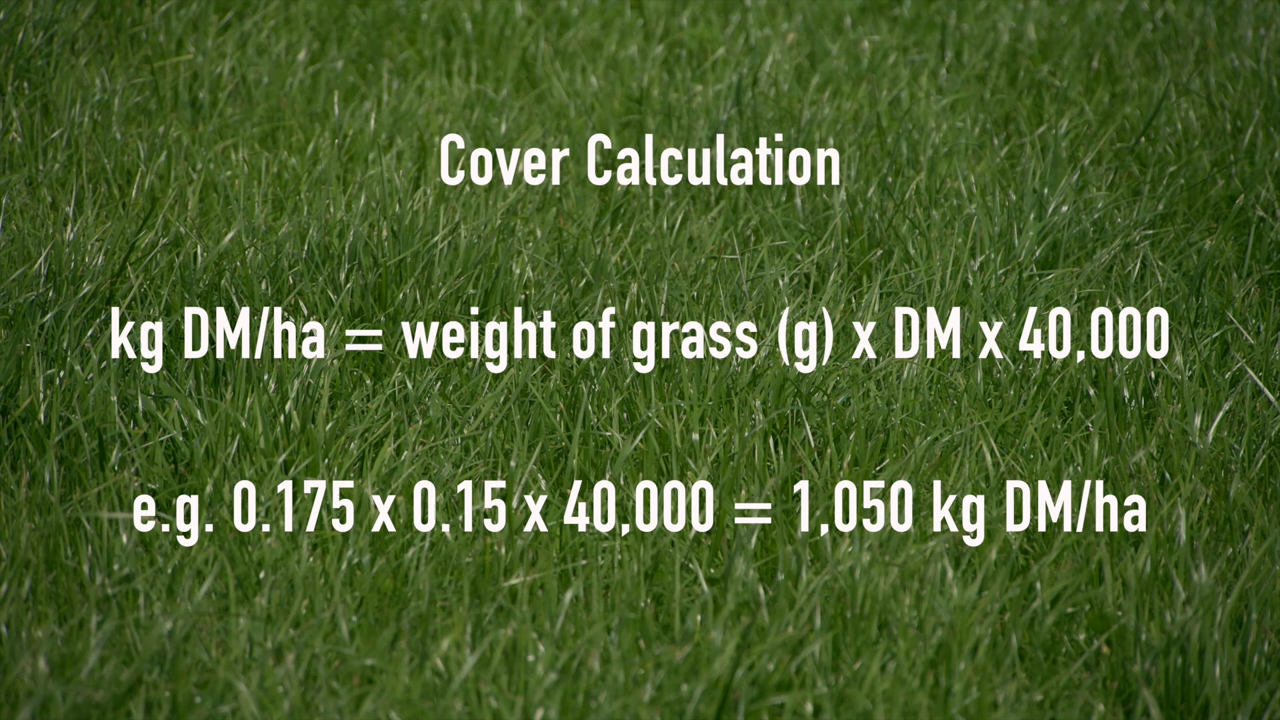 Cover Calculation
kg DM/ha = weight of grass (g) x DM x 40,000
e.g. 0.175 x 0.15 x 40,000 = 1,050 kg DM/ha